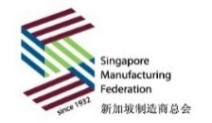 Singapore
Manufacturing
Federation
since 1932
新加坡制造商总会